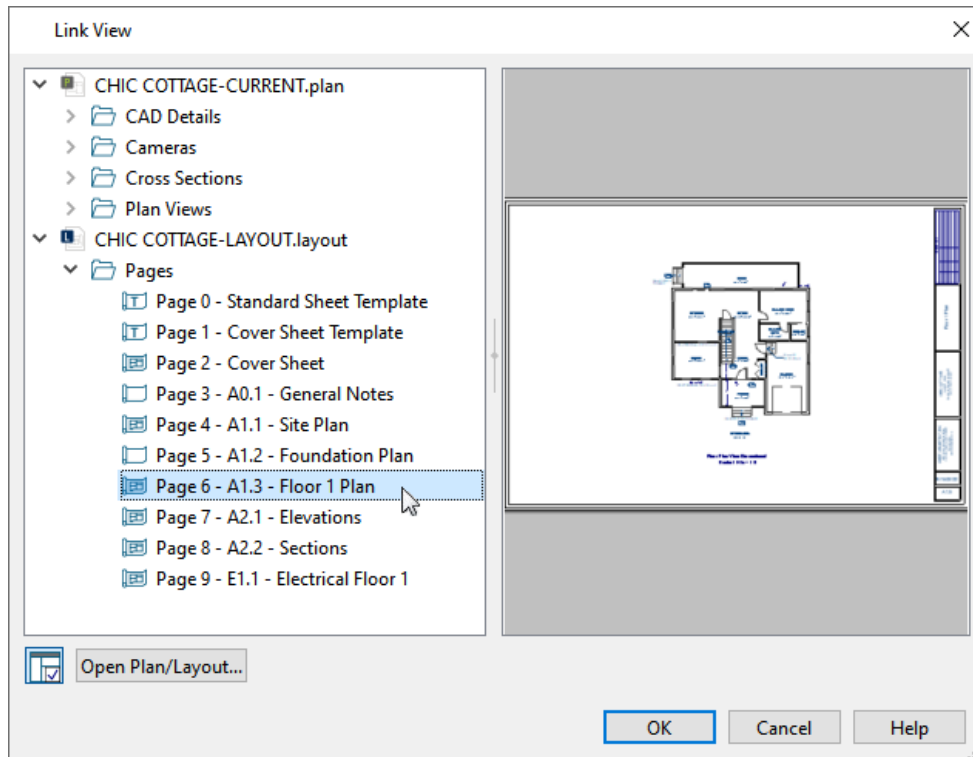 Link View
CHIC COTTAGE-CURRENT.plan
CAD Details
Cameras
Cross Sections
Plan Views
CHIC COTTAGE-LAYOUT.layout
Pages
Page 0 - Standard Sheet Template
Page 1 - Cover Sheet Template
Page 2 - Cover Sheet
Page 3 - A0.1 - General Notes
Page 4 - A1.1 - Site Plan
Page 5 - A1.2 - Foundation Plan
Page 6 - A1.3 - Floor 1 Plan
Page 7 - A2.1 - Elevations
Page 8 - A2.2 - Sections
Page 9 - E1.1 - Electrical Floor 1
Open Plan/Layout...
OK
Cancel
Help